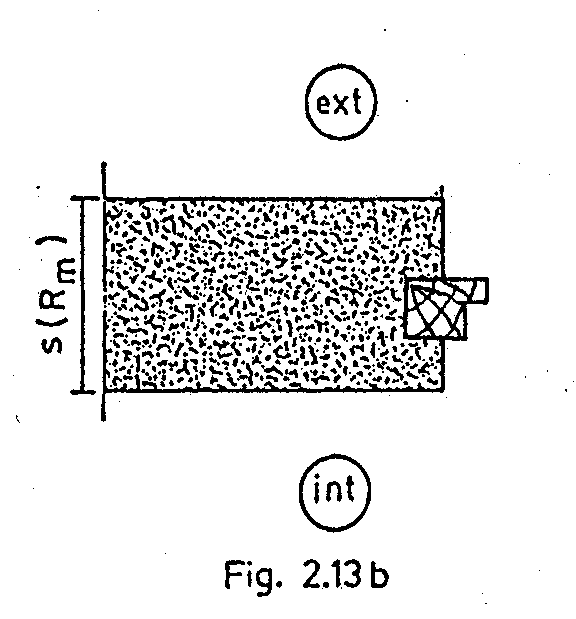 ext
s(Rm)
int
Fig. 2.13b